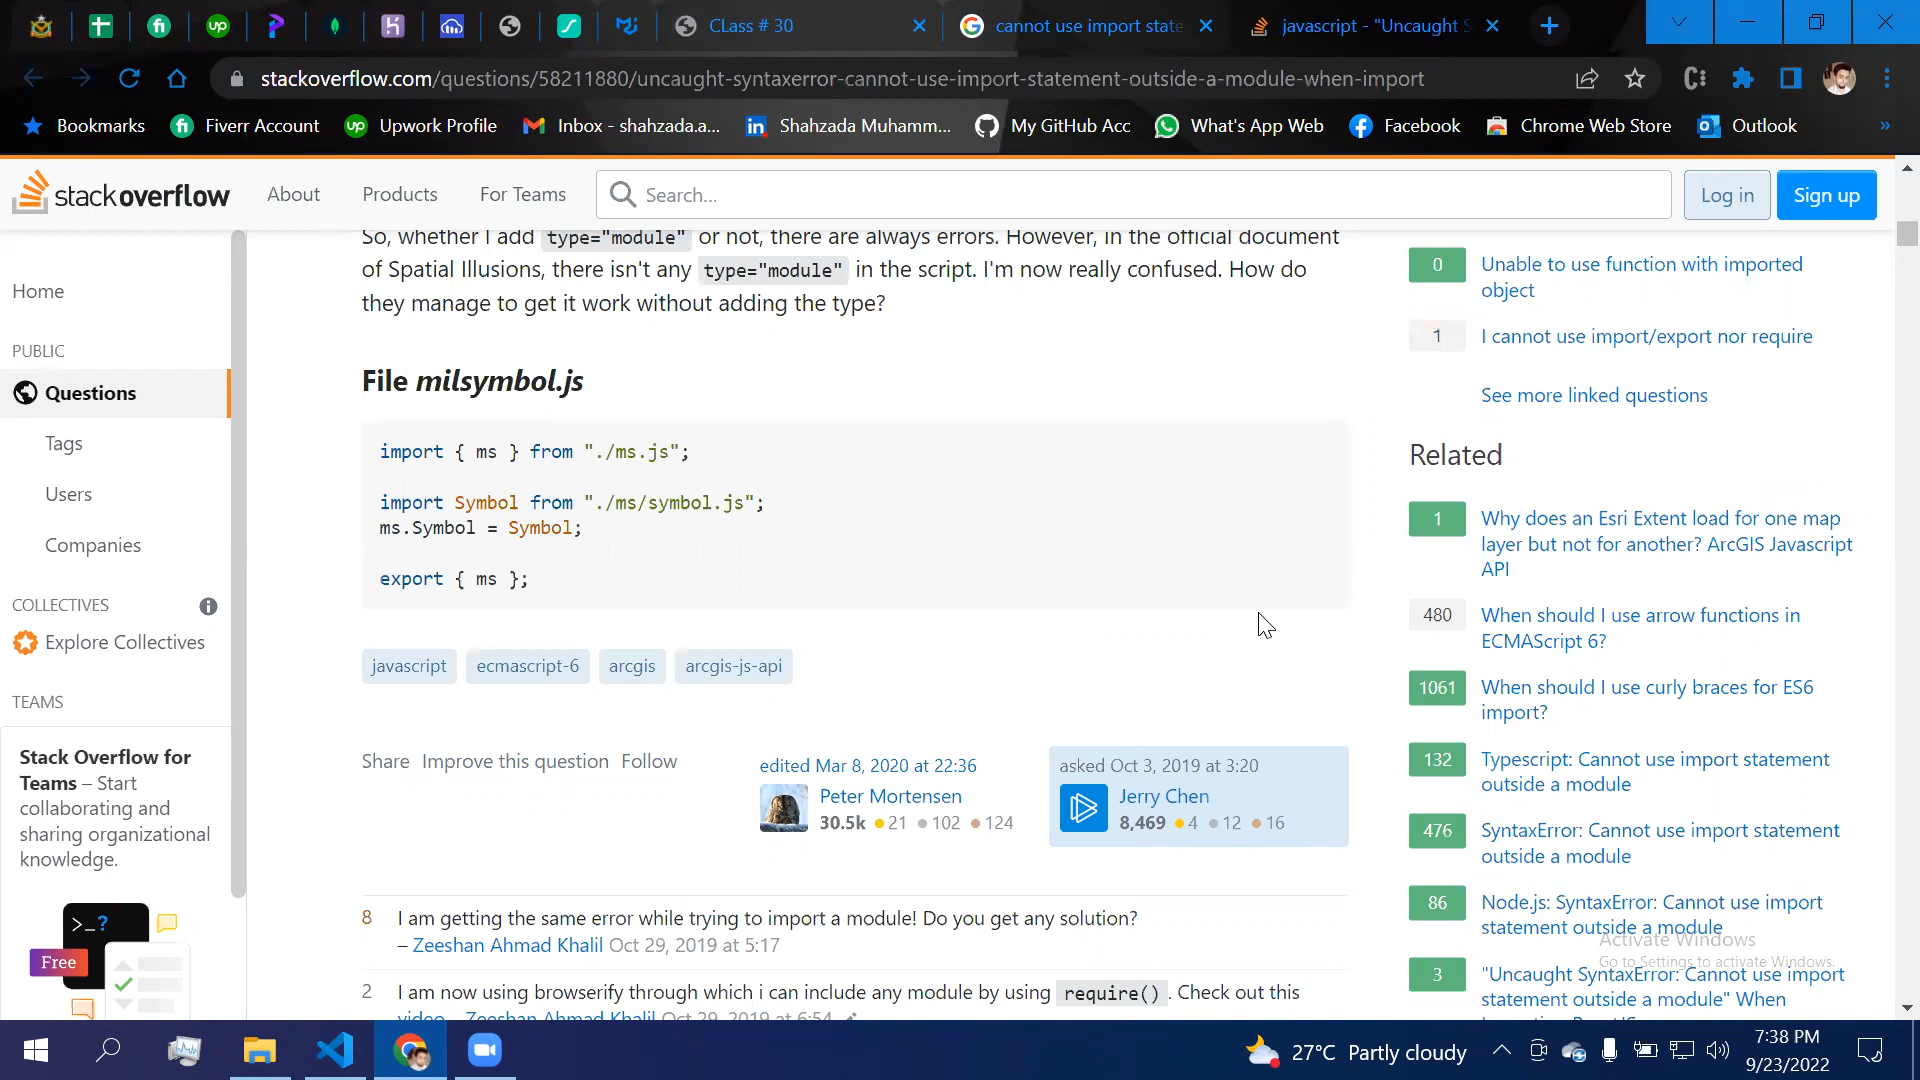 CLass # 30
cannot use import state
javascript - "Uncaught S
stackoverflow.com/questions/58211880/uncaught-syntaxerror-cannot-use-import-statement-outside-a-module-when-import
Bookmarks
Fiverr Account
Upwork Profile
Inbox - shahzada.a...
Shahzada Muhamm...
My GitHub Acc
What's App Web
Facebook
Chrome Web Store
Outlook
stackoverflow
About
Products
For Teams
Search...
Log in
Sign up
Home
PUBLIC
Questions
Tags
Users
Companies
COLLECTIVES
Explore Collectives
TEAMS
Stack Overflow for
Teams – Start
collaborating and
sharing organizational
knowledge.
>_?
Free
So, whether I add type="module" or not, there are always errors. However, in the official document
of Spatial Illusions, there isn't any type="module" in the script. I'm now really confused. How do
they manage to get it work without adding the type?
File milsymbol.js
import { ms } from "./ms.js";
import Symbol from "./ms/symbol.js";
ms.Symbol = Symbol;
export { ms };
javascript ecmascript-6 arcgis arcgis-js-api
Share Improve this question Follow
edited Mar 8, 2020 at 22:36
Peter Mortensen
30.5k 21 102 124
asked Oct 3, 2019 at 3:20
Jerry Chen
8,469 4 12 16
8 I am getting the same error while trying to import a module! Do you get any solution?
– Zeeshan Ahmad Khalil Oct 29, 2019 at 5:17
2 I am now using browserify through which i can include any module by using require() . Check out this
video – Zeeshan Ahmad Khalil Oct 29, 2019 at 6:54
0 Unable to use function with imported
object
1 I cannot use import/export nor require
See more linked questions
Related
1 Why does an Esri Extent load for one map
layer but not for another? ArcGIS Javascript
API
480 When should I use arrow functions in
ECMAScript 6?
1061 When should I use curly braces for ES6
import?
132 Typescript: Cannot use import statement
outside a module
476 SyntaxError: Cannot use import statement
outside a module
86 Node.js: SyntaxError: Cannot use import
statement outside a module
3 "Uncaught SyntaxError: Cannot use import
statement outside a module" When
Activate Windows
Go to Settings to activate Windows.
27°C Partly cloudy
7:38 PM
9/23/2022